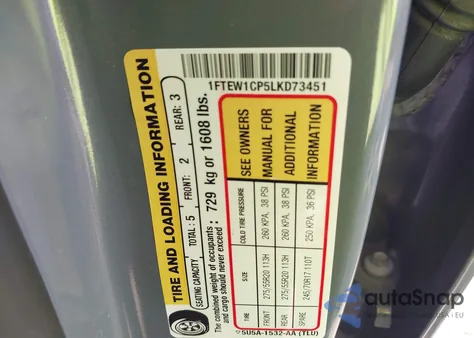 1FTEW1CP5LKD73451
TIRE AND LOADING INFORMATION
SEATING CAPACITY TOTAL: 5 FRONT: 2 REAR: 3
The combined weight of occupants and cargo should never exceed: 729 kg or 1608 lbs.
TIRE SIZE COLD TIRE PRESSURE
FRONT 275/55R20 113H 260 KPA, 38 PSI
REAR 275/55R20 113H 260 KPA, 38 PSI
SPARE 245/70R17 110T 250 KPA, 36 PSI
SEE OWNERS
MANUAL FOR
ADDITIONAL
INFORMATION
5U5A-1532-AA (TLD)
autoSnap